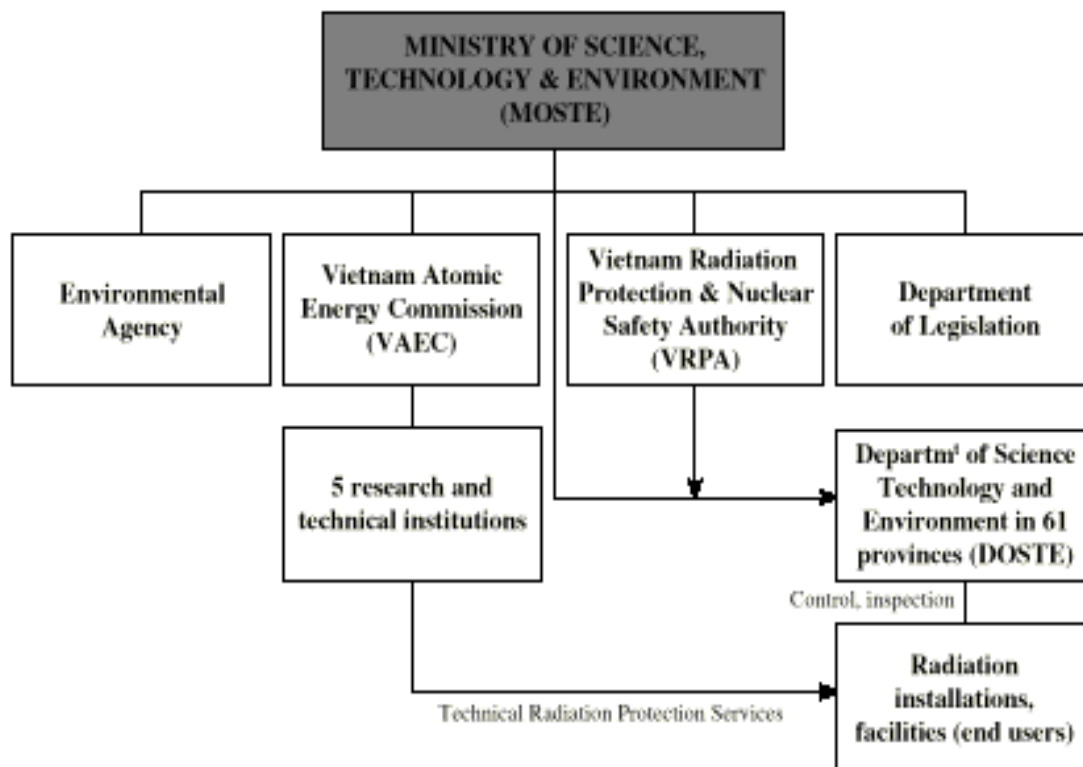 MINISTRY OF SCIENCE,
TECHNOLOGY & ENVIRONMENT
(MOSTE)
Environmental
Agency
Vietnam Atomic
Energy Commission
(VAEC)
Vietnam Radiation
Protection & Nuclear
Safety Authority
(VRPA)
Department
of Legislation
5 research and
technical institutions
Departmᵗ of Science
Technology and
Environment in 61
provinces (DOSTE)
Control, inspection
Radiation
installations,
facilities (end users)
Technical Radiation Protection Services